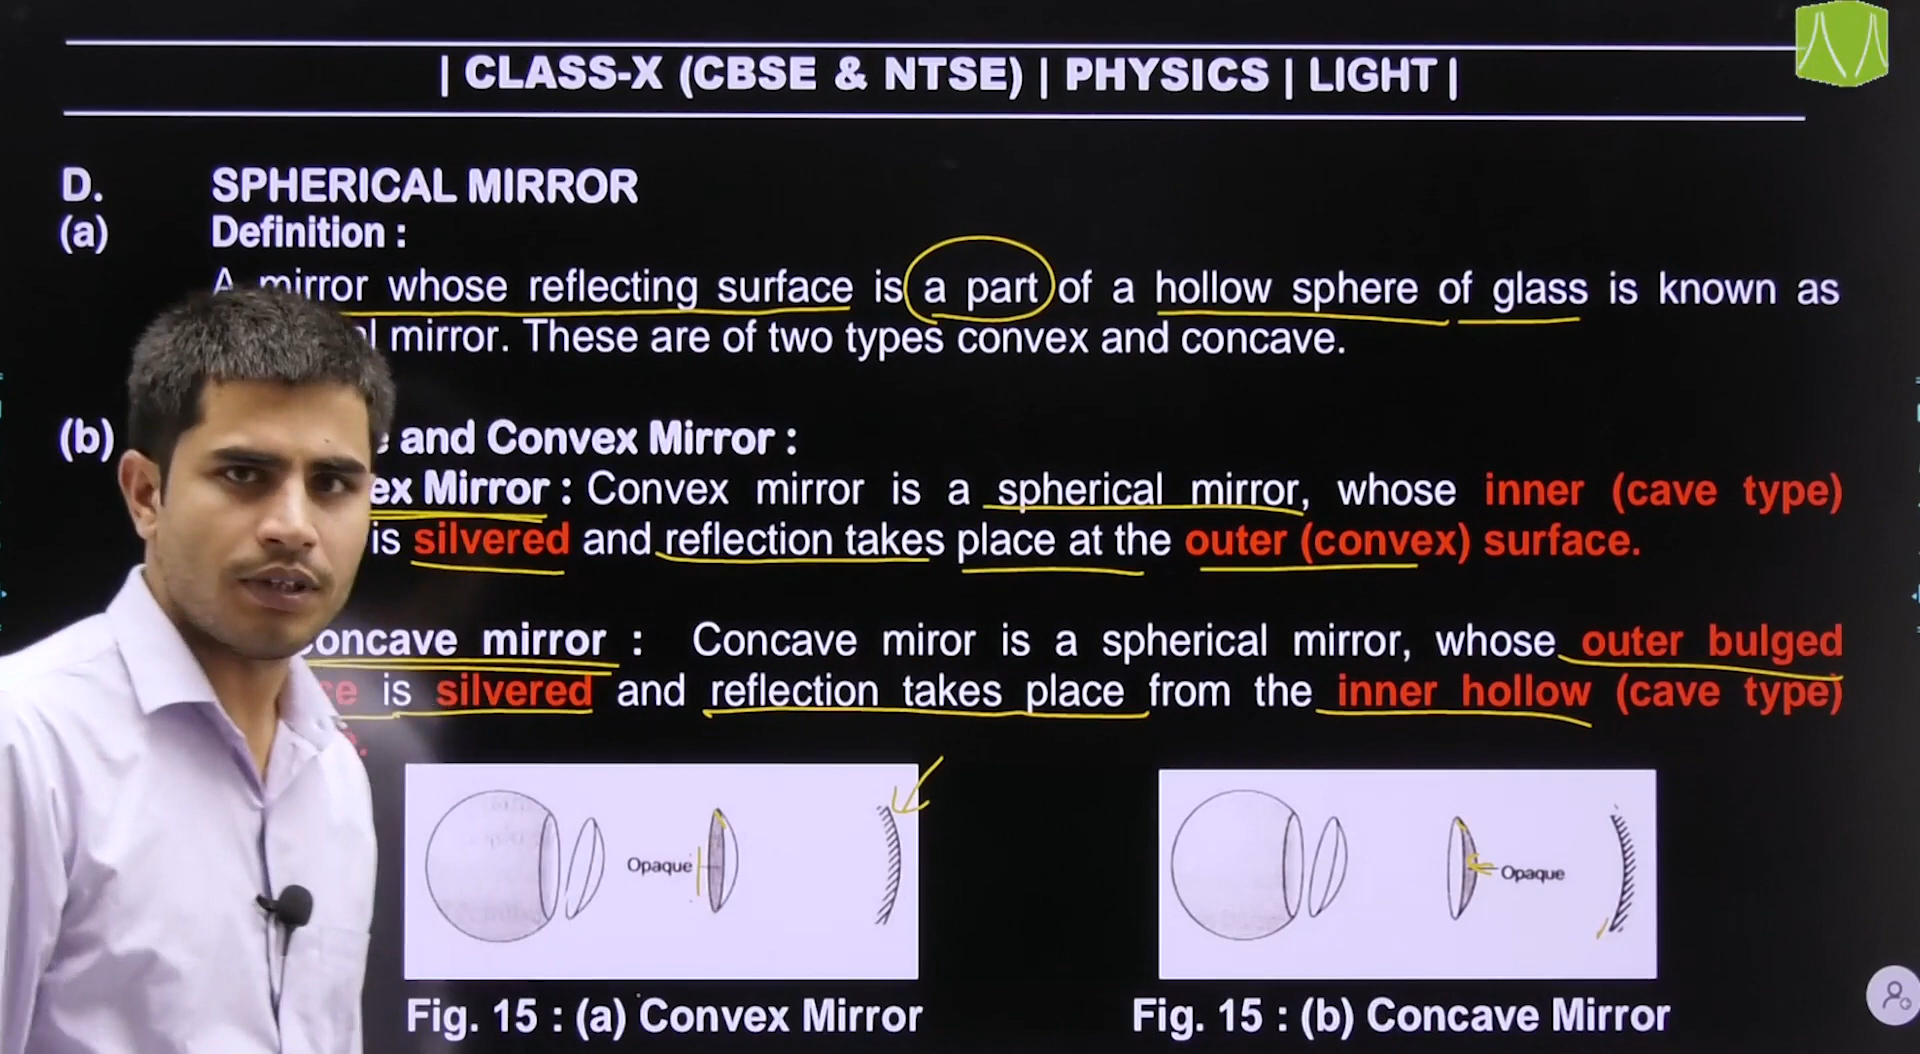 | CLASS-X (CBSE & NTSE) | PHYSICS | LIGHT |
D. SPHERICAL MIRROR
(a) Definition :
A mirror whose reflecting surface is a part of a hollow sphere of glass is known as
mirror. These are of two types convex and concave.
(b) and Convex Mirror :
Mirror : Convex mirror is a spherical mirror, whose inner (cave type)
is silvered and reflection takes place at the outer (convex) surface.
oncave mirror : Concave miror is a spherical mirror, whose outer bulged
is silvered and reflection takes place from the inner hollow (cave type)
Opaque
Opaque
Fig. 15 : (a) Convex Mirror
Fig. 15 : (b) Concave Mirror